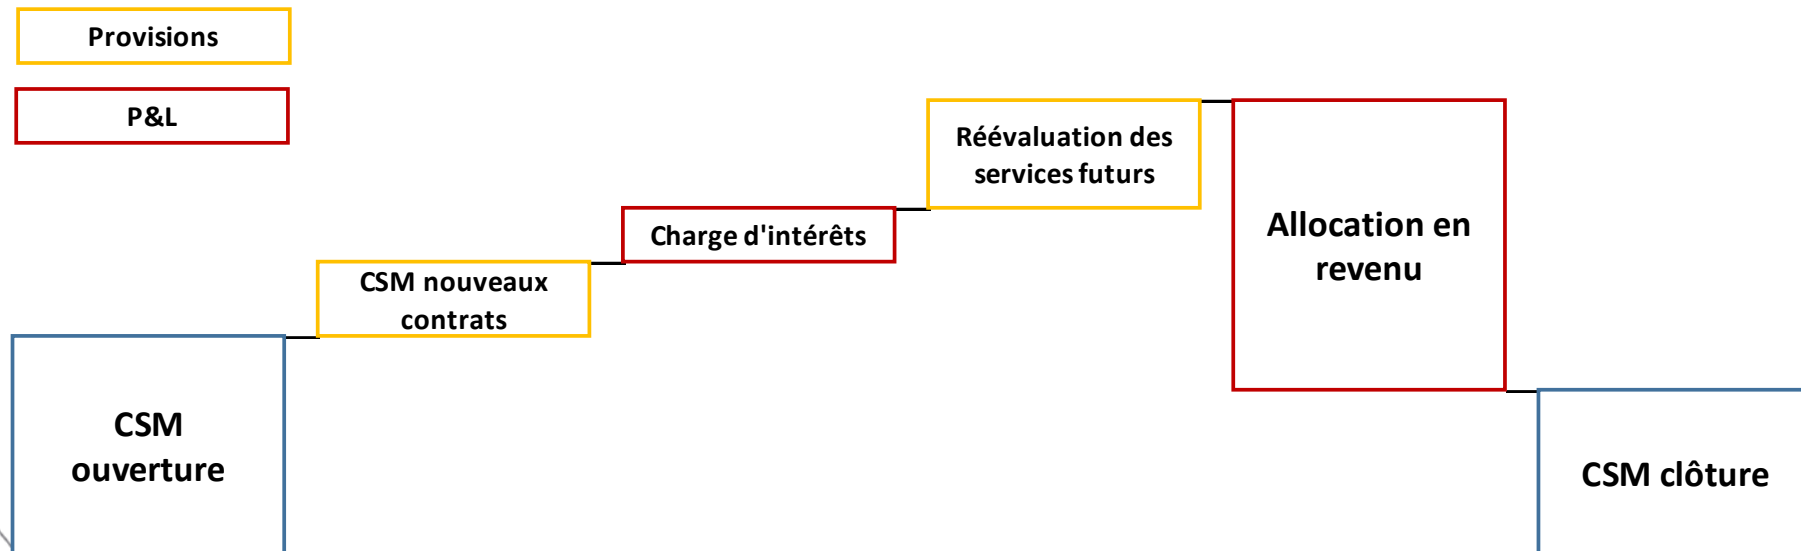 Provisions
P&L
Réévaluation des
services futurs
Allocation en
revenu
Charge d'intérêts
CSM nouveaux
contrats
CSM
ouverture
CSM clôture